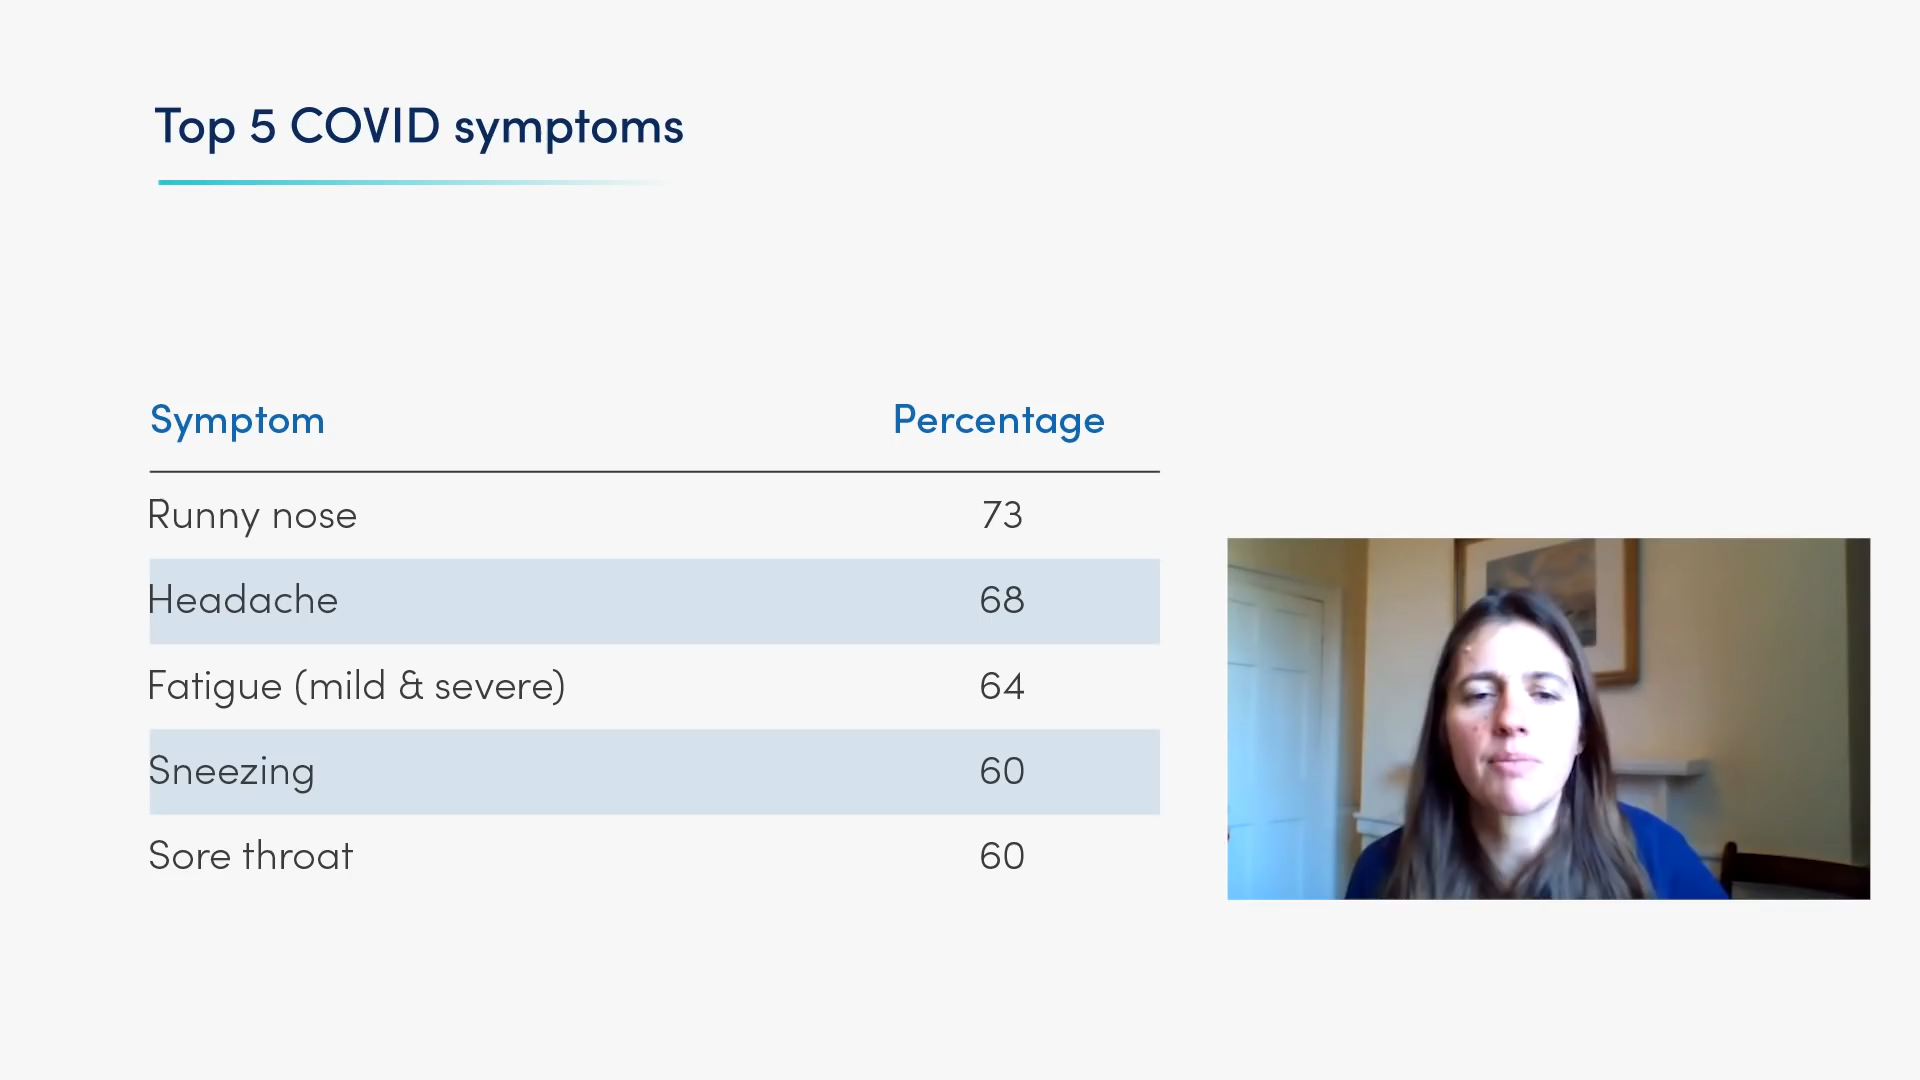 Top 5 COVID symptoms
Symptom Percentage
Runny nose 73
Headache 68
Fatigue (mild & severe) 64
Sneezing 60
Sore throat 60